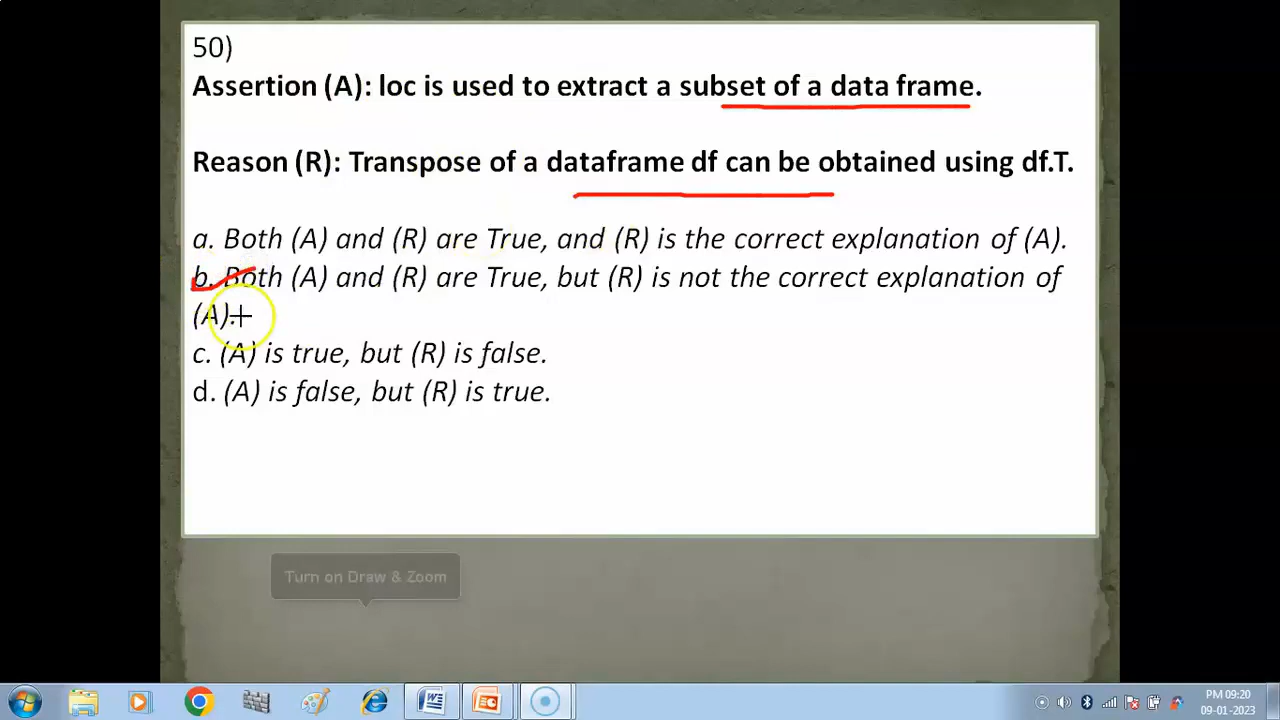 50)
Assertion (A): loc is used to extract a subset of a data frame.
Reason (R): Transpose of a dataframe df can be obtained using df.T.
a. Both (A) and (R) are True, and (R) is the correct explanation of (A).
b. Both (A) and (R) are True, but (R) is not the correct explanation of
(A).
c. (A) is true, but (R) is false.
d. (A) is false, but (R) is true.
Turn on Draw & Zoom
PM 09:20
09-01-2023